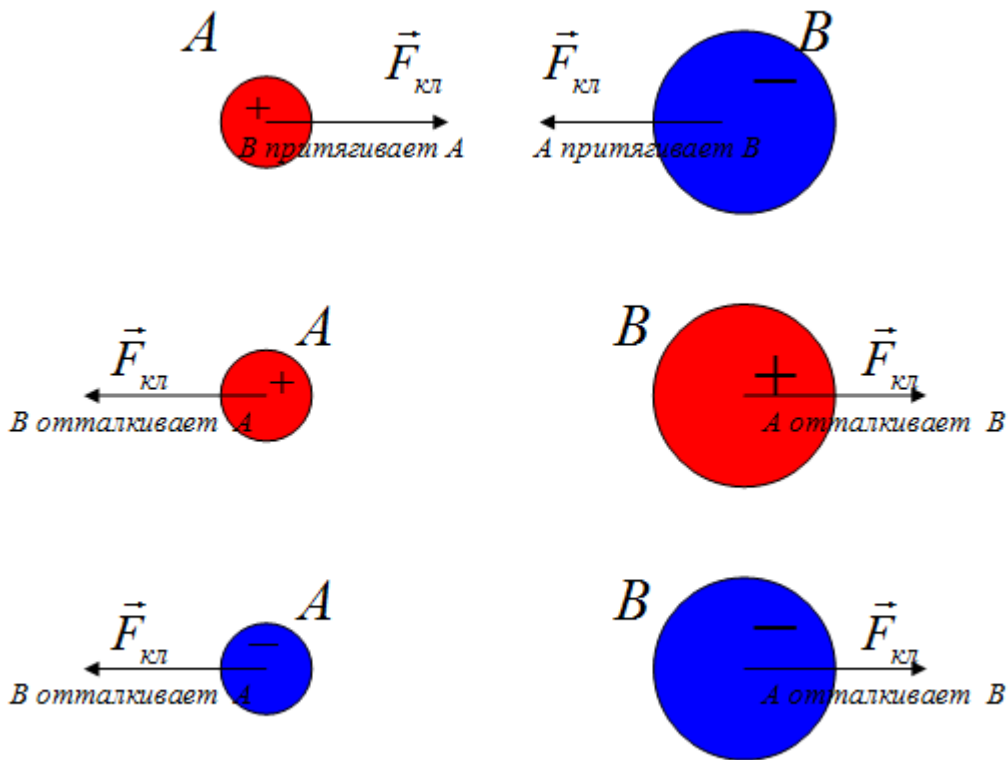 A B
F кл F кл
+ −
В притягивает А А притягивает В
A B
F кл F кл
+ +
В отталкивает А А отталкивает В
A B
F кл F кл
− −
В отталкивает А А отталкивает В